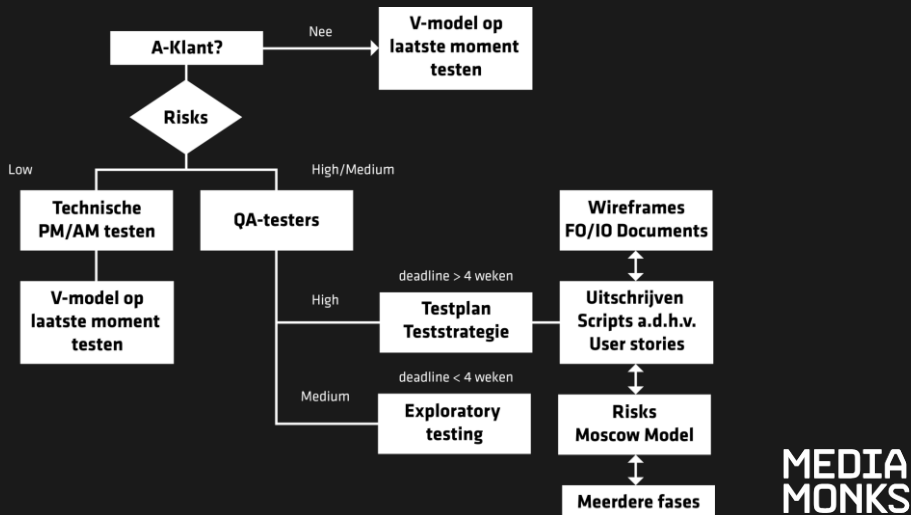 A-Klant?
Nee
V-model op
laatste moment
testen
Risks
Low
High/Medium
Technische
PM/AM testen
QA-testers
Wireframes
FO/IO Documents
V-model op
laatste moment
testen
High
deadline > 4 weken
Testplan
Teststrategie
Uitschrijven
Scripts a.d.h.v.
User stories
Medium
deadline < 4 weken
Exploratory
testing
Risks
Moscow Model
Meerdere fases
MEDIA
MONKS